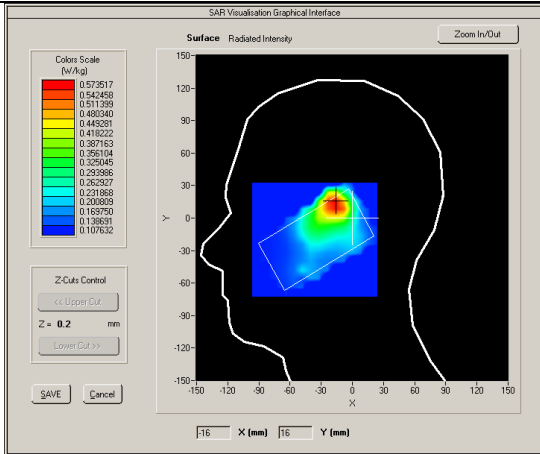 SAR Visualisation Graphical Interface
Surface Radiated Intensity
Zoom In/Out
Colors Scale
(W/kg)
0.573517
0.542458
0.511399
0.480340
0.449281
0.418222
0.387163
0.356104
0.325045
0.293986
0.262927
0.231868
0.200809
0.169750
0.138691
0.107632
Z-Cuts Control
<< Upper Cut
Z = 0.2 mm
Lower Cut >>
SAVE Cancel
150-
120-
90-
60-
30-
0-
-30-
-60-
-90-
-120-
-150-
Y
-150 -120 -90 -60 -30 0 30 60 90 120 150
X
-16 X (mm) 16 Y (mm)